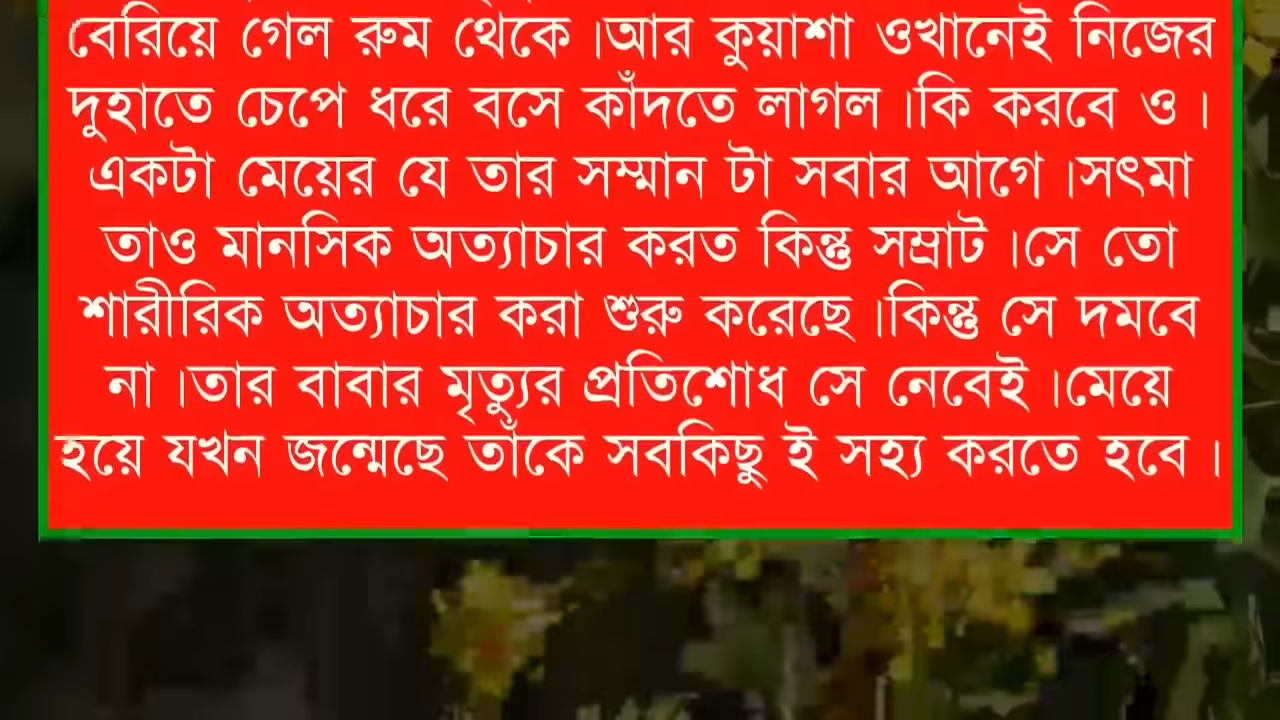 বেরিয়ে গেল রুম থেকে ।আর কুয়াশা ওখানেই নিজের
দুহাতে চেপে ধরে বসে কাঁদতে লাগল ।কি করবে ও ।
একটা মেয়ের যে তার সম্মান টা সবার আগে ।সৎমা
তাও মানসিক অত্যাচার করত কিন্তু সম্রাট ।সে তো
শারীরিক অত্যাচার করা শুরু করেছে ।কিন্তু সে দমবে
না ।তার বাবার মৃত্যুর প্রতিশোধ সে নেবেই ।মেয়ে
হয়ে যখন জন্মেছে তাঁকে সবকিছু ই সহ্য করতে হবে ।